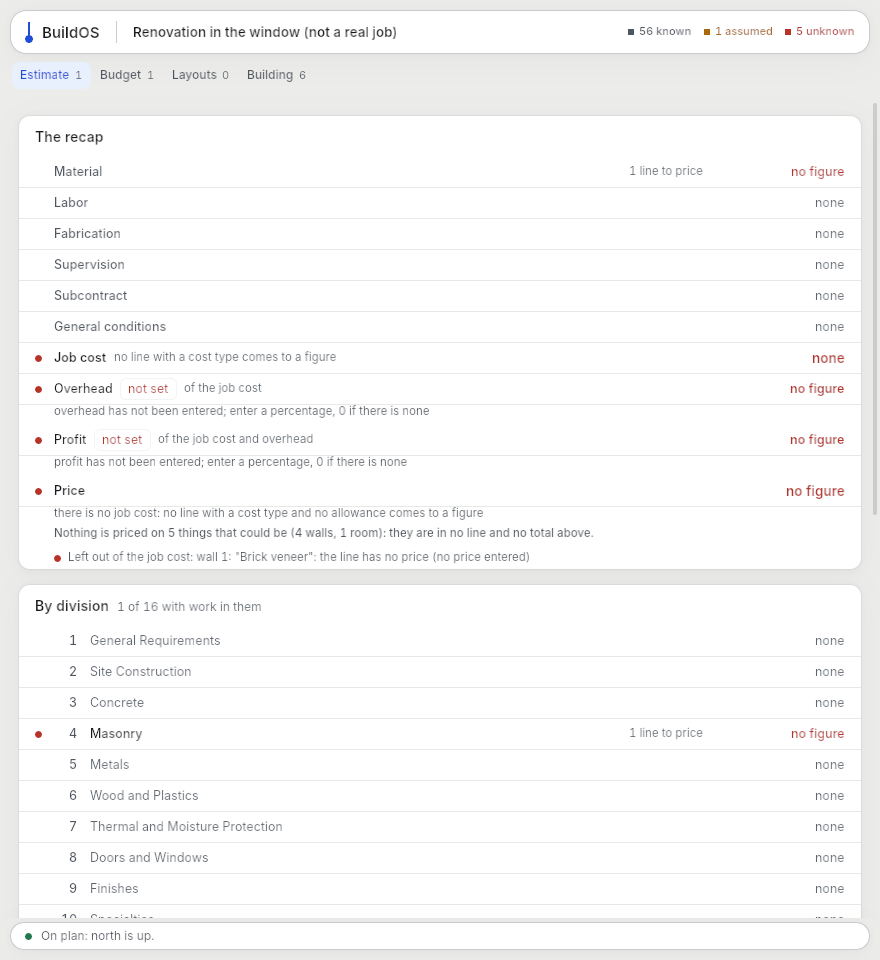 BuildOS Renovation in the window (not a real job) 56 known 1 assumed 5 unknown
Estimate 1 Budget 1 Layouts 0 Building 6
The recap
Material 1 line to price no figure
Labor none
Fabrication none
Supervision none
Subcontract none
General conditions none
Job cost no line with a cost type comes to a figure none
Overhead not set of the job cost no figure
overhead has not been entered; enter a percentage, 0 if there is none
Profit not set of the job cost and overhead no figure
profit has not been entered; enter a percentage, 0 if there is none
Price no figure
there is no job cost: no line with a cost type and no allowance comes to a figure
Nothing is priced on 5 things that could be (4 walls, 1 room): they are in no line and no total above.
Left out of the job cost: wall 1: "Brick veneer": the line has no price (no price entered)
By division 1 of 16 with work in them
1 General Requirements none
2 Site Construction none
3 Concrete none
4 Masonry 1 line to price no figure
5 Metals none
6 Wood and Plastics none
7 Thermal and Moisture Protection none
8 Doors and Windows none
9 Finishes none
10 Specialties none
On plan: north is up.